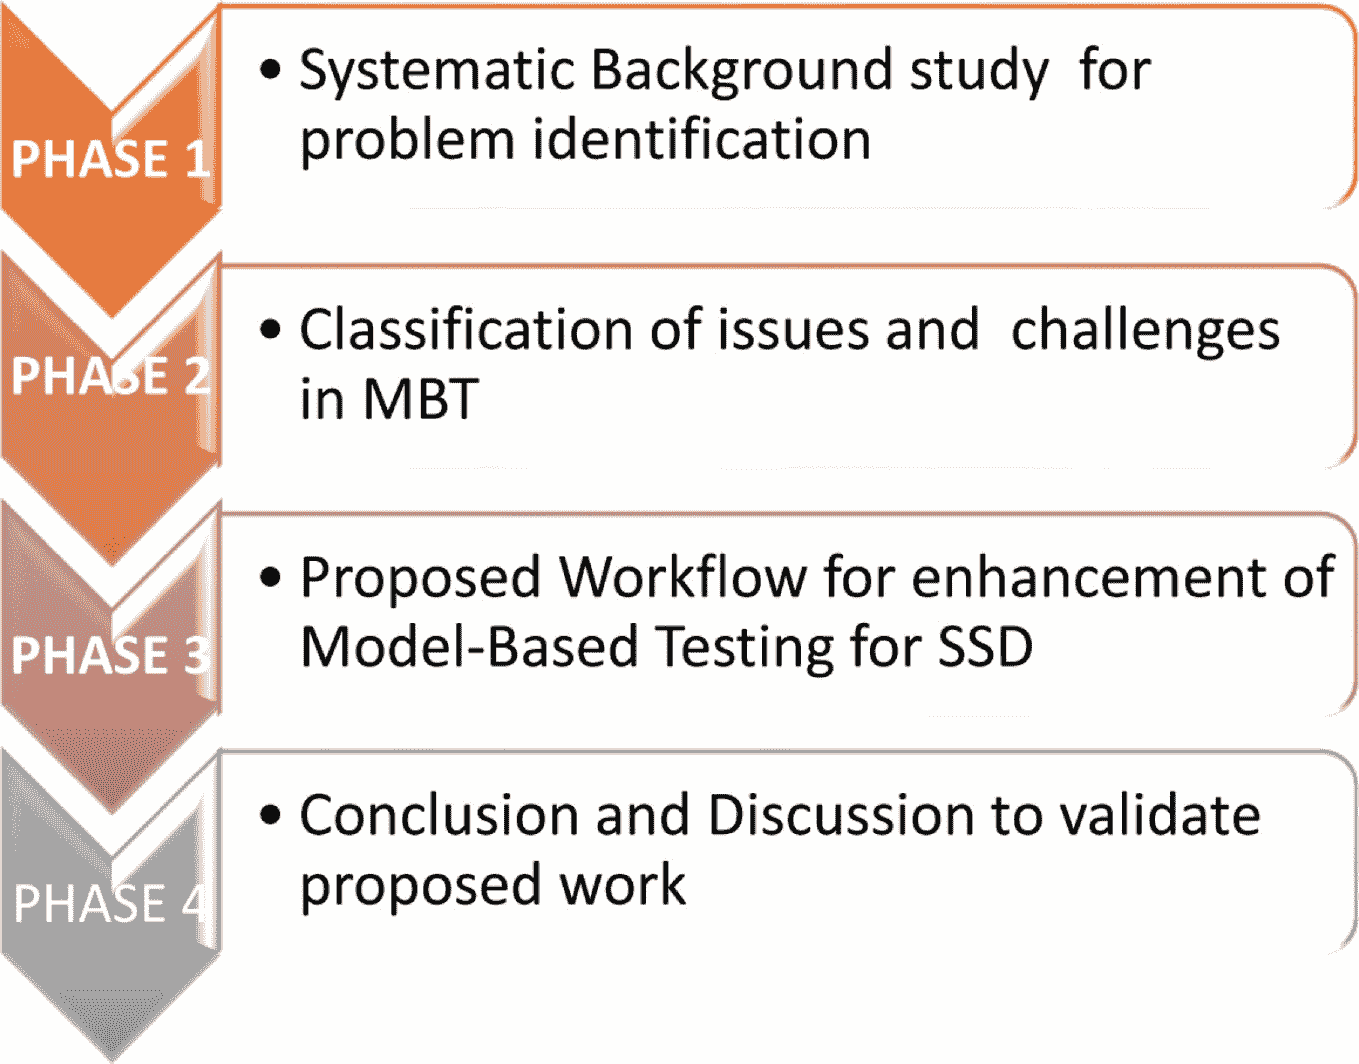 PHASE 1
• Systematic Background study for
problem identification
PHASE 2
• Classification of issues and challenges
in MBT
PHASE 3
• Proposed Workflow for enhancement of
Model-Based Testing for SSD
PHASE 4
• Conclusion and Discussion to validate
proposed work